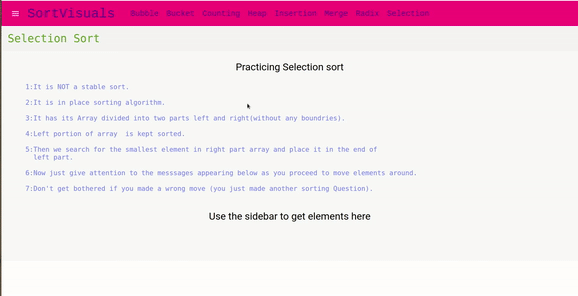 SortVisuals Bubble Bucket Counting Heap Insertion Merge Radix Selection
Selection Sort
Practicing Selection sort
1:It is NOT a stable sort.
2:It is in place sorting algorithm.
3:It has its Array divided into two parts left and right(without any boundries).
4:Left portion of array  is kept sorted.
5:Then we search for the smallest element in right part array and place it in the end of
left part.
6:Now just give attention to the messsages appearing below as you proceed to move elements around.
7:Don't get bothered if you made a wrong move (you just made another sorting Question).
Use the sidebar to get elements here